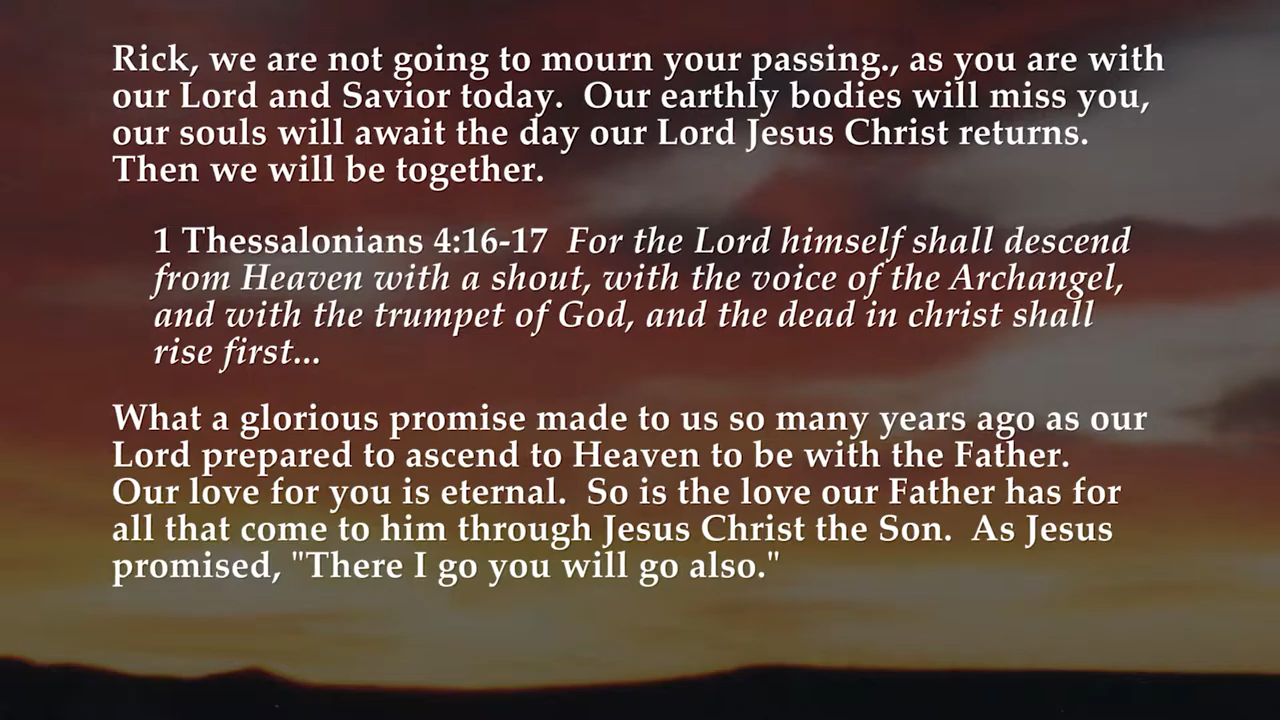 Rick, we are not going to mourn your passing., as you are with
our Lord and Savior today.  Our earthly bodies will miss you,
our souls will await the day our Lord Jesus Christ returns.
Then we will be together.
1 Thessalonians 4:16-17  For the Lord himself shall descend
from Heaven with a shout, with the voice of the Archangel,
and with the trumpet of God, and the dead in christ shall
rise first...
What a glorious promise made to us so many years ago as our
Lord prepared to ascend to Heaven to be with the Father.
Our love for you is eternal.  So is the love our Father has for
all that come to him through Jesus Christ the Son.  As Jesus
promised, "There I go you will go also."